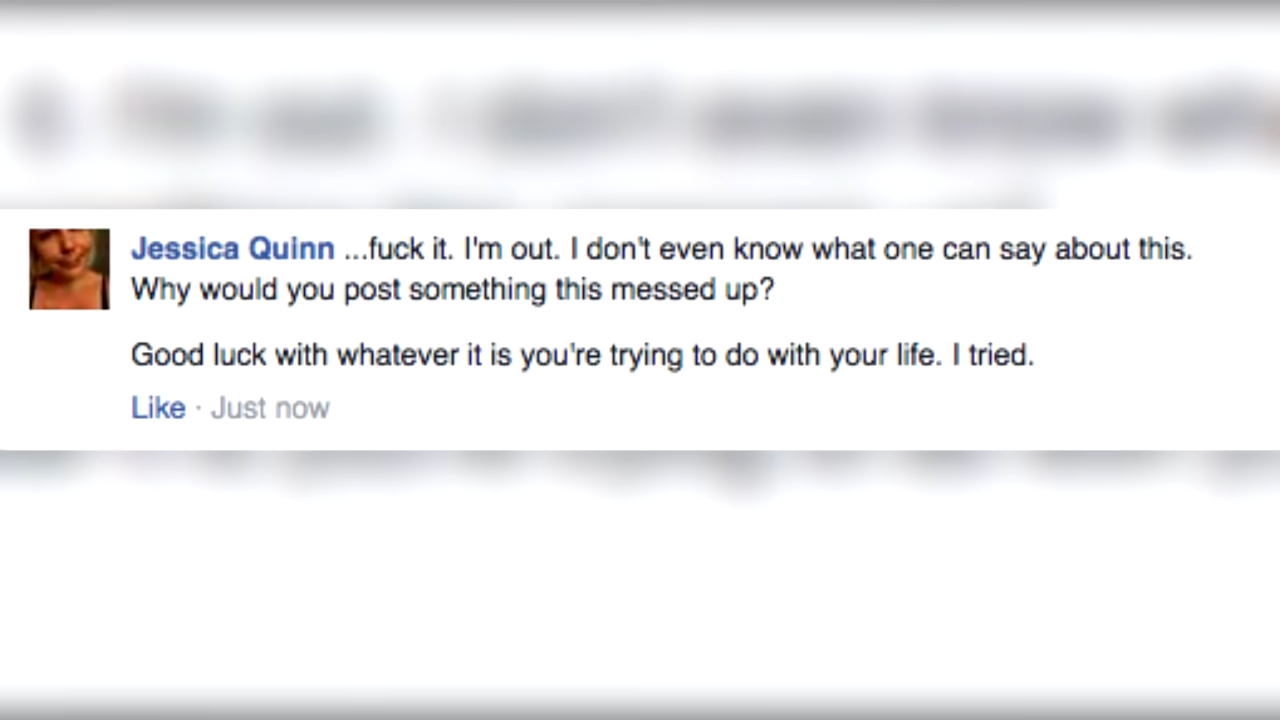 Jessica Quinn ...fuck it. I'm out. I don't even know what one can say about this.
Why would you post something this messed up?
Good luck with whatever it is you're trying to do with your life. I tried.
Like · Just now